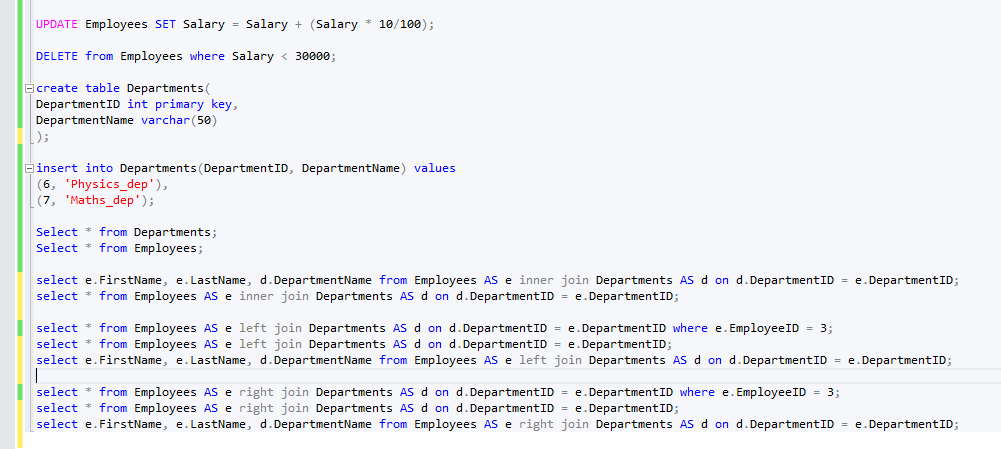 UPDATE Employees SET Salary = Salary + (Salary * 10/100);
DELETE from Employees where Salary < 30000;
create table Departments(
DepartmentID int primary key,
DepartmentName varchar(50)
);
insert into Departments(DepartmentID, DepartmentName) values
(6, 'Physics_dep'),
(7, 'Maths_dep');
Select * from Departments;
Select * from Employees;
select e.FirstName, e.LastName, d.DepartmentName from Employees AS e inner join Departments AS d on d.DepartmentID = e.DepartmentID;
select * from Employees AS e inner join Departments AS d on d.DepartmentID = e.DepartmentID;
select * from Employees AS e left join Departments AS d on d.DepartmentID = e.DepartmentID where e.EmployeeID = 3;
select * from Employees AS e left join Departments AS d on d.DepartmentID = e.DepartmentID;
select e.FirstName, e.LastName, d.DepartmentName from Employees AS e left join Departments AS d on d.DepartmentID = e.DepartmentID;
select * from Employees AS e right join Departments AS d on d.DepartmentID = e.DepartmentID where e.EmployeeID = 3;
select * from Employees AS e right join Departments AS d on d.DepartmentID = e.DepartmentID;
select e.FirstName, e.LastName, d.DepartmentName from Employees AS e right join Departments AS d on d.DepartmentID = e.DepartmentID;